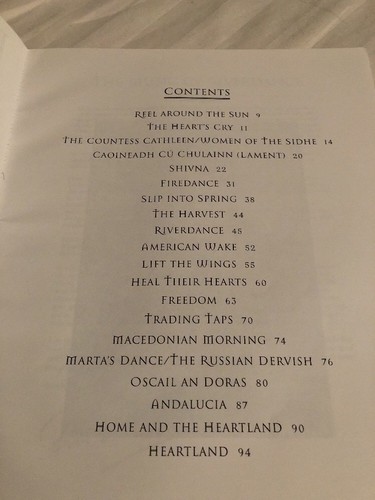 CONTENTS
REEL AROUND THE SUN 9
THE HEART'S CRY 11
THE COUNTESS CATHLEEN/WOMEN OF THE SIDHE 14
CAOINEADH CÚ CHULAINN (LAMENT) 20
SHIVNA 22
FIREDANCE 31
SLIP INTO SPRING 38
THE HARVEST 44
RIVERDANCE 45
AMERICAN WAKE 52
LIFT THE WINGS 55
HEAL THEIR HEARTS 60
FREEDOM 63
TRADING TAPS 70
MACEDONIAN MORNING 74
MARTA'S DANCE/THE RUSSIAN DERVISH 76
OSCAIL AN DORAS 80
ANDALUCIA 87
HOME AND THE HEARTLAND 90
HEARTLAND 94